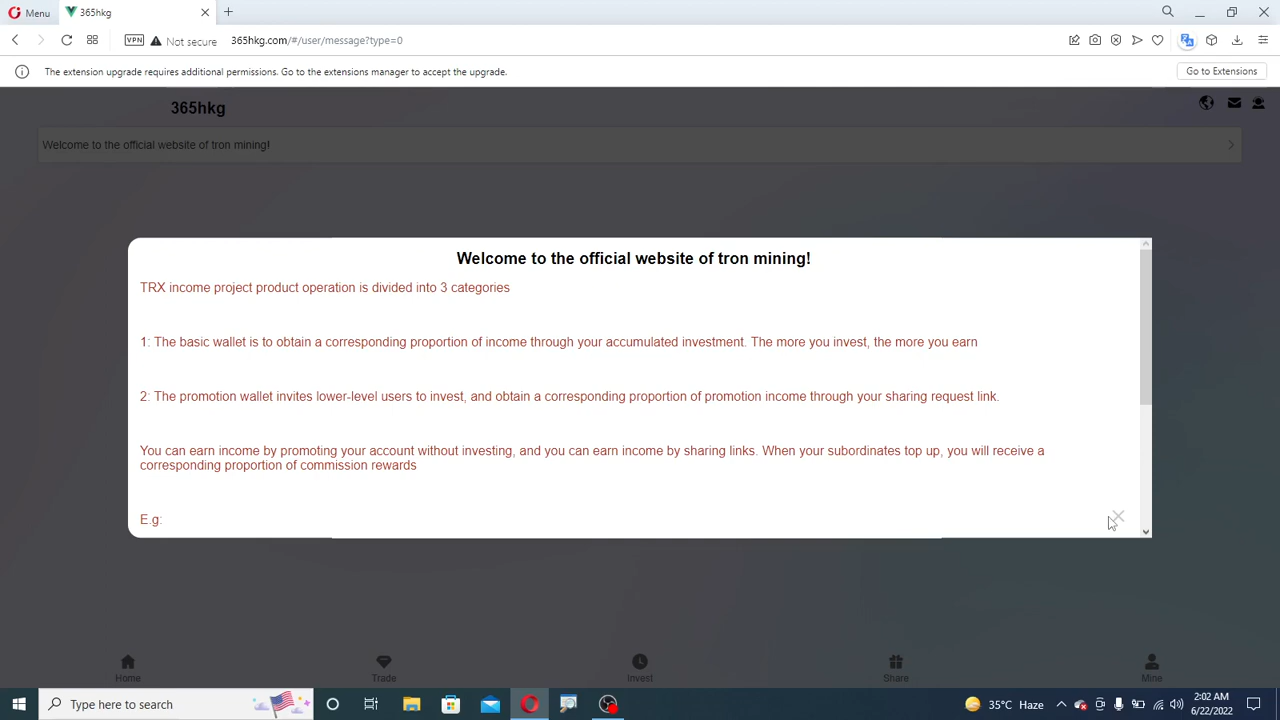 Menu
365hkg
VPN
Not secure
365hkg.com/#/user/message?type=0
The extension upgrade requires additional permissions. Go to the extensions manager to accept the upgrade.
Go to Extensions
365hkg
Welcome to the official website of tron mining!
Welcome to the official website of tron mining!
TRX income project product operation is divided into 3 categories
1: The basic wallet is to obtain a corresponding proportion of income through your accumulated investment. The more you invest, the more you earn
2: The promotion wallet invites lower-level users to invest, and obtain a corresponding proportion of promotion income through your sharing request link.
You can earn income by promoting your account without investing, and you can earn income by sharing links. When your subordinates top up, you will receive a
corresponding proportion of commission rewards
E.g:
Home
Trade
Invest
Share
Mine
Type here to search
35°C Haze
2:02 AM
6/22/2022